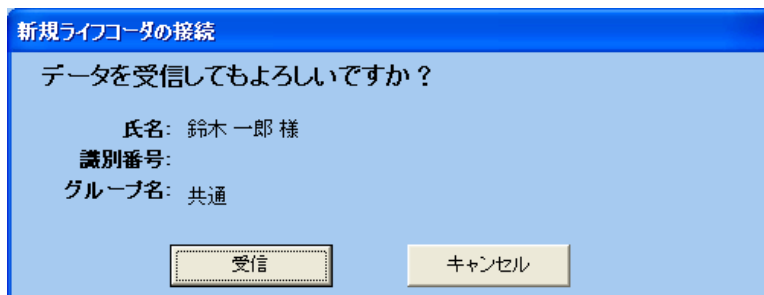 新規ライフコーダの接続
データを受信してもよろしいですか？
氏名: 鈴木 一郎 様
識別番号:
グループ名: 共通
受信 キャンセル